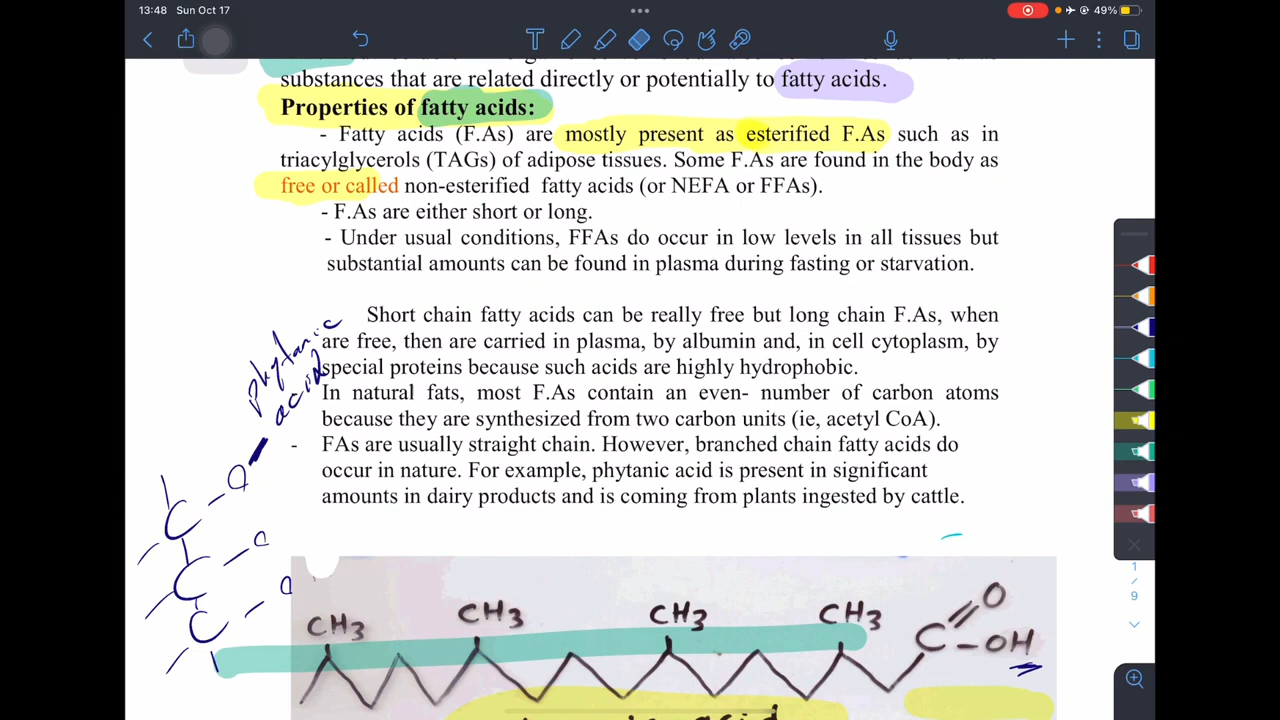 13:48 Sun Oct 17
49%
substances that are related directly or potentially to fatty acids.
Properties of fatty acids:
- Fatty acids (F.As) are mostly present as esterified F.As such as in
triacylglycerols (TAGs) of adipose tissues. Some F.As are found in the body as
free or called non-esterified fatty acids (or NEFA or FFAs).
- F.As are either short or long.
- Under usual conditions, FFAs do occur in low levels in all tissues but
substantial amounts can be found in plasma during fasting or starvation.
Short chain fatty acids can be really free but long chain F.As, when
are free, then are carried in plasma, by albumin and, in cell cytoplasm, by
special proteins because such acids are highly hydrophobic.
In natural fats, most F.As contain an even- number of carbon atoms
because they are synthesized from two carbon units (ie, acetyl CoA).
- FAs are usually straight chain. However, branched chain fatty acids do
occur in nature. For example, phytanic acid is present in significant
amounts in dairy products and is coming from plants ingested by cattle.
phytanic
acid
C - O
C
C
CH3 CH3 CH3 CH3 C O
- OH
acid
1
/
9